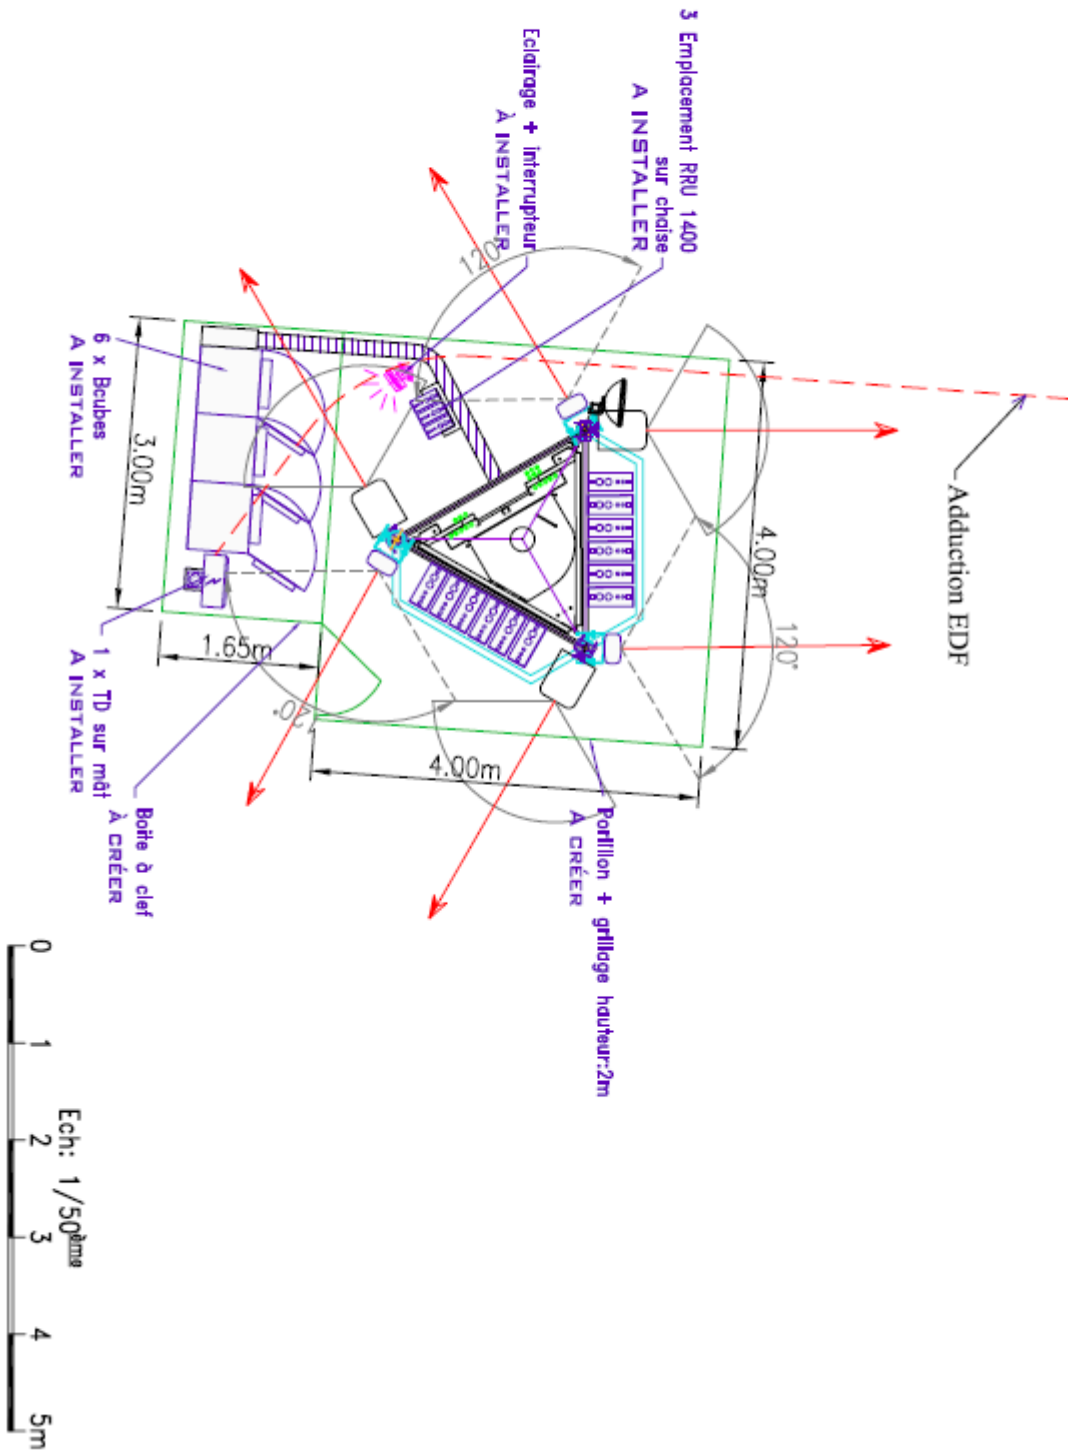 3 Emplacement RRU 1400
sur chaise
A INSTALLER
Eclairage + interrupteur
À INSTALLER
120°
6 x Bcubes
A INSTALLER
3.00m
1.65m
4.00m
4.00m
120°
120°
Adduction EDF
1 x TD sur mât
A INSTALLER
Boîte à clef
À CRÉER
Portillon + grillage hauteur:2m
A CRÉER
0 1 2 3 4 5m
Ech: 1/50ème